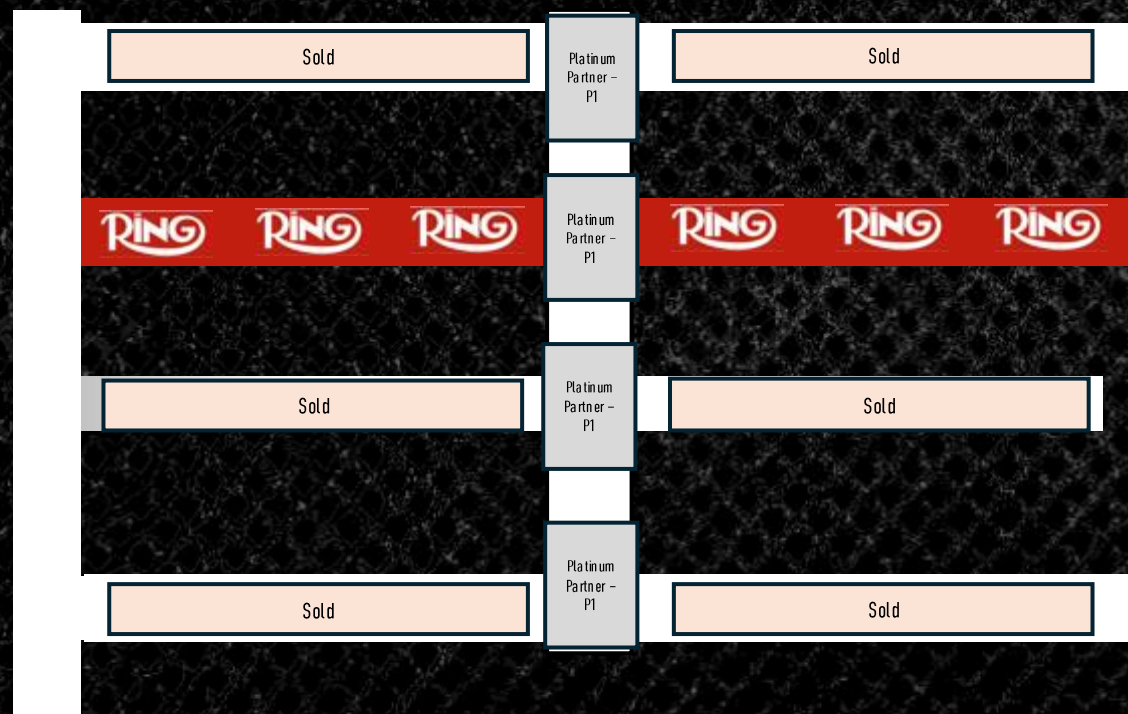 Sold
Platinum
Partner –
P1
Sold
RING RING RING
Platinum
Partner –
P1
RING RING RING
Sold
Platinum
Partner –
P1
Sold
Sold
Platinum
Partner –
P1
Sold